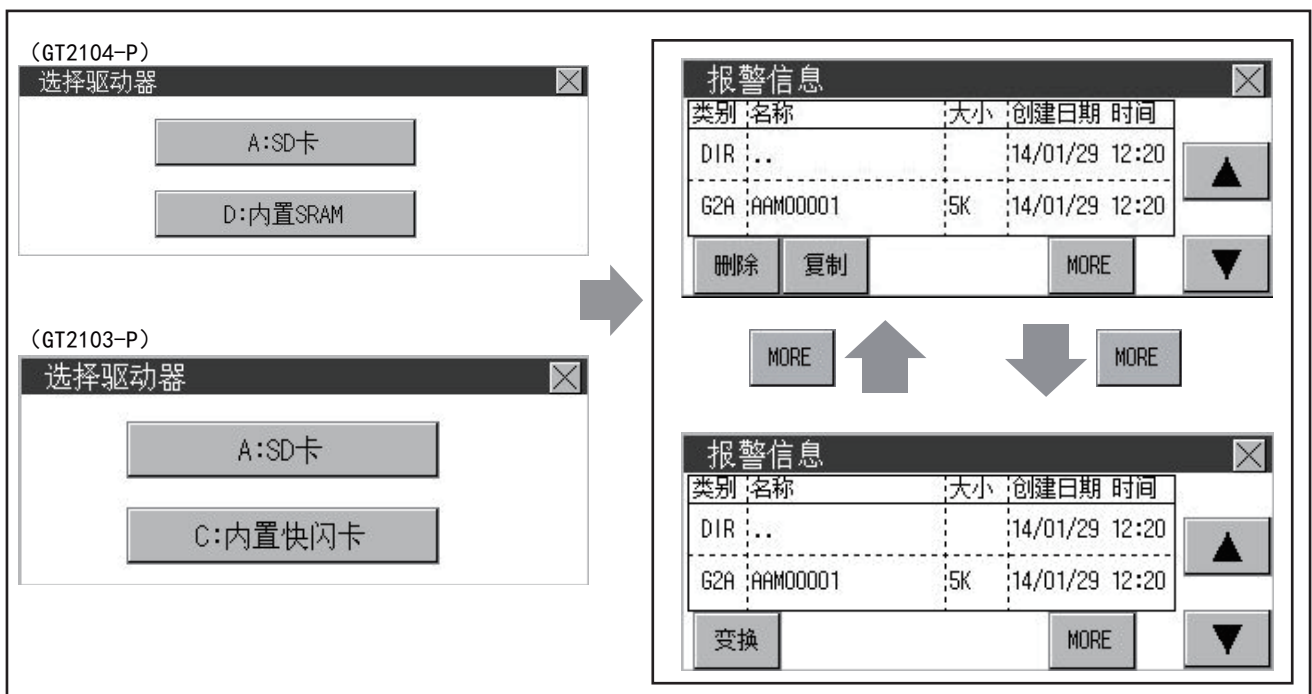 （GT2104-P）
选择驱动器
A:SD卡
D:内置SRAM
（GT2103-P）
选择驱动器
A:SD卡
C:内置快闪卡
报警信息
类别 名称 大小 创建日期 时间
DIR .. 14/01/29 12:20
G2A AAM00001 5K 14/01/29 12:20
删除 复制 MORE
MORE MORE
报警信息
类别 名称 大小 创建日期 时间
DIR .. 14/01/29 12:20
G2A AAM00001 5K 14/01/29 12:20
变换 MORE